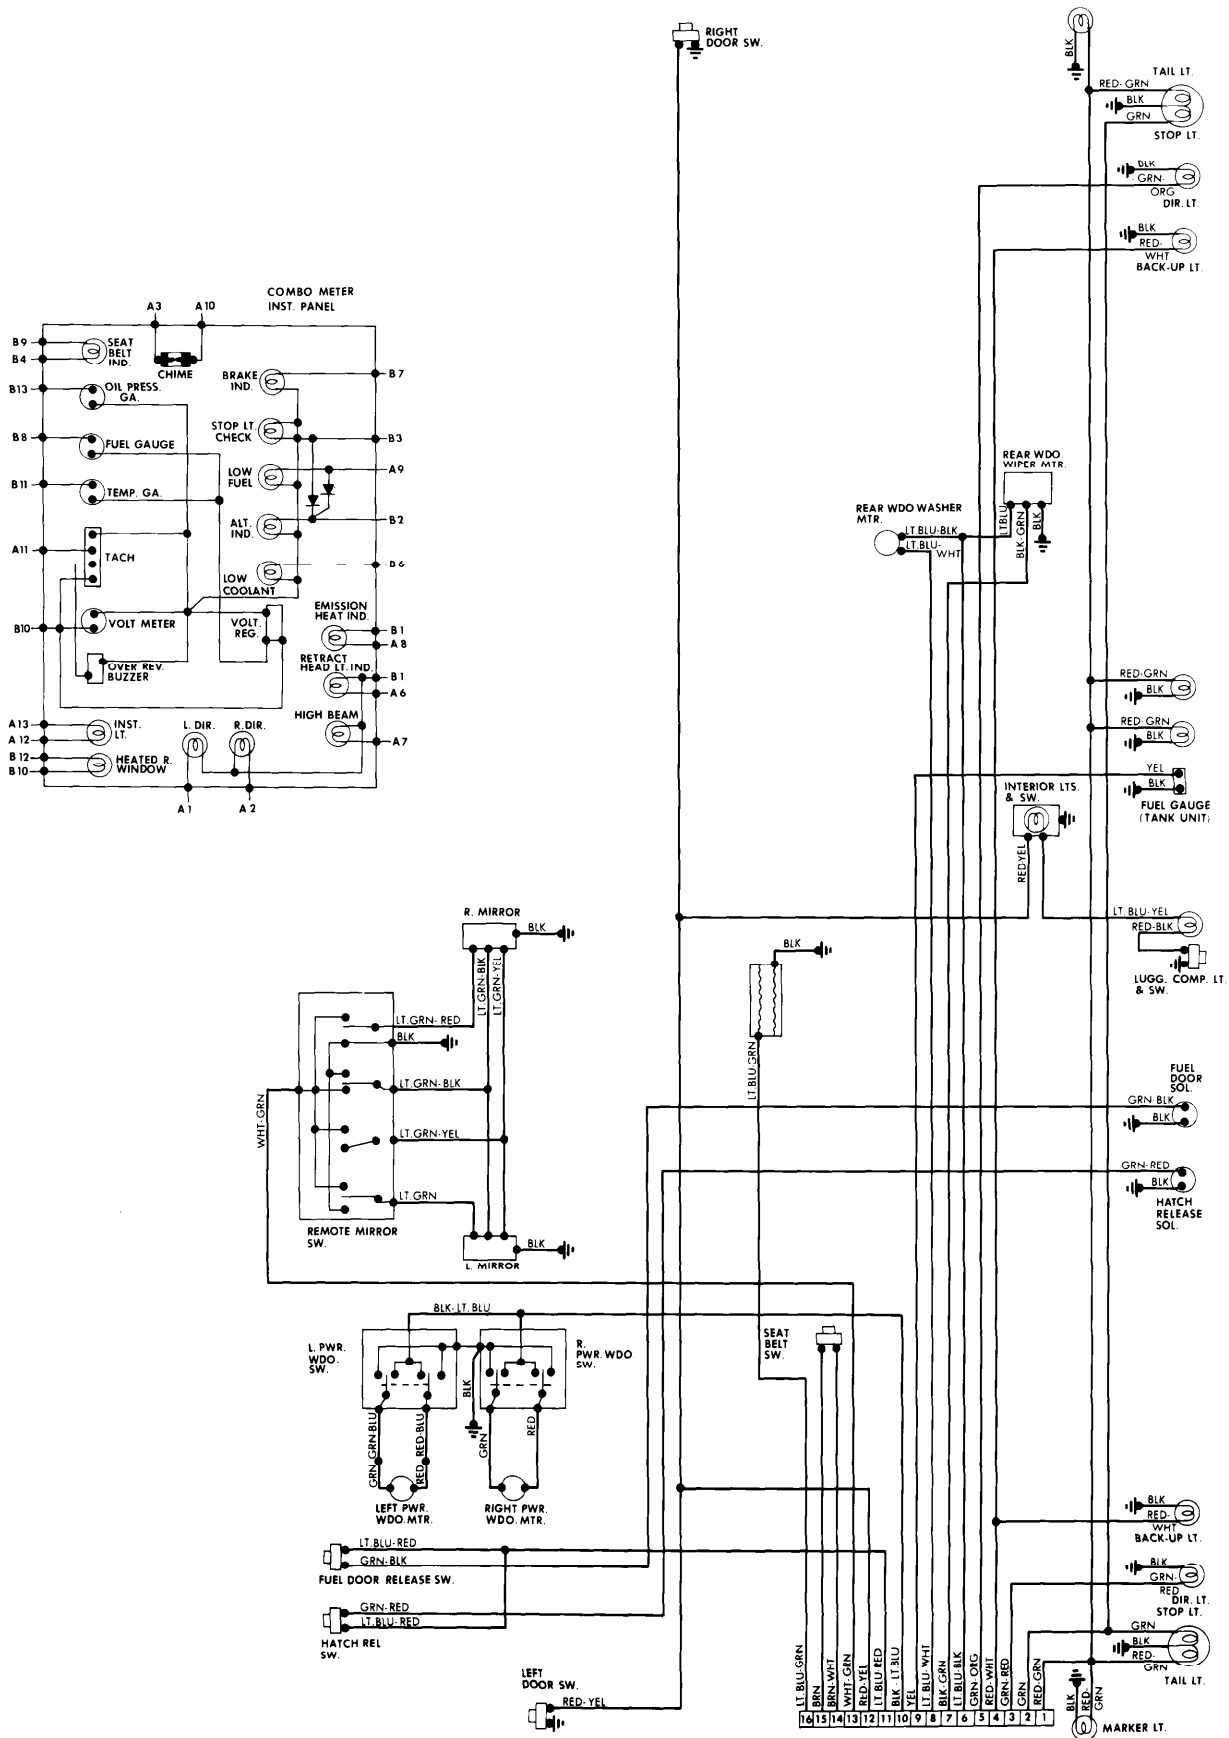 RIGHT
DOOR SW.
BLK
TAIL LT.
RED-GRN
BLK
GRN
STOP LT.
BLK
GRN-
ORG
DIR. LT.
BLK
RED-
WHT
BACK-UP LT.
COMBO METER
INST. PANEL
A3
A10
B9
B4
SEAT
BELT
IND.
CHIME
BRAKE
IND.
B7
B13
OIL PRESS.
GA.
STOP LT.
CHECK
B3
B8
FUEL GAUGE
LOW
FUEL
A9
B11
TEMP. GA.
ALT.
IND.
B2
A11
TACH
LOW
COOLANT
B6
B10
VOLT METER
VOLT.
REG.
EMISSION
HEAT IND.
B1
A8
OVER REV.
BUZZER
RETRACT
HEAD LT. IND.
B1
A6
A13
A12
INST.
LT.
L. DIR.
R. DIR.
HIGH BEAM
A7
B12
B10
HEATED R.
WINDOW
A1
A2
REAR WDO
WIPER MTR.
REAR WDO WASHER
MTR.
LT.BLU-BLK
LT.BLU-
WHT
LTBLU
BLK-GRN
BLK
RED-GRN
BLK
RED-GRN
BLK
YEL
BLK
FUEL GAUGE
(TANK UNIT)
INTERIOR LTS.
& SW.
RED-YEL
LT.BLU-YEL
RED-BLK
LUGG. COMP. LT.
& SW.
R. MIRROR
BLK
LT.GRN-BLK
LT.GRN-YEL
BLK
LT.BLU-GRN
LT.GRN-RED
BLK
LT.GRN-BLK
WHT-GRN
LT.GRN-YEL
LT.GRN
REMOTE MIRROR
SW.
BLK
L. MIRROR
FUEL
DOOR
SOL.
GRN-BLK
BLK
GRN-RED
BLK
HATCH
RELEASE
SOL.
BLK-LT.BLU
L. PWR.
WDO.
SW.
R.
PWR. WDO
SW.
BLK
GRN-BLU
RED-BLU
GRN
RED
GRN
RED
LEFT PWR.
WDO. MTR.
RIGHT PWR.
WDO. MTR.
SEAT
BELT
SW.
LT.BLU-RED
GRN-BLK
FUEL DOOR RELEASE SW.
GRN-RED
LT.BLU-RED
HATCH REL
SW.
LEFT
DOOR SW.
RED-YEL
BLK
RED-
WHT
BACK-UP LT.
BLK
GRN-
RED
DIR. LT.
STOP LT.
GRN
BLK
RED-
GRN
TAIL LT.
LT.BLU-GRN
BRN
BRN-WHT
WHT-GRN
RED-YEL
LT.BLU-RED
BLK-LT.BLU
YEL
LT.BLU-WHT
BLK-GRN
LT.BLU-BLK
GRN-ORG
RED-WHT
GRN-RED
GRN
RED-GRN
16 15 14 13 12 11 10 9 8 7 6 5 4 3 2 1
BLK
RED-
GRN
MARKER LT.